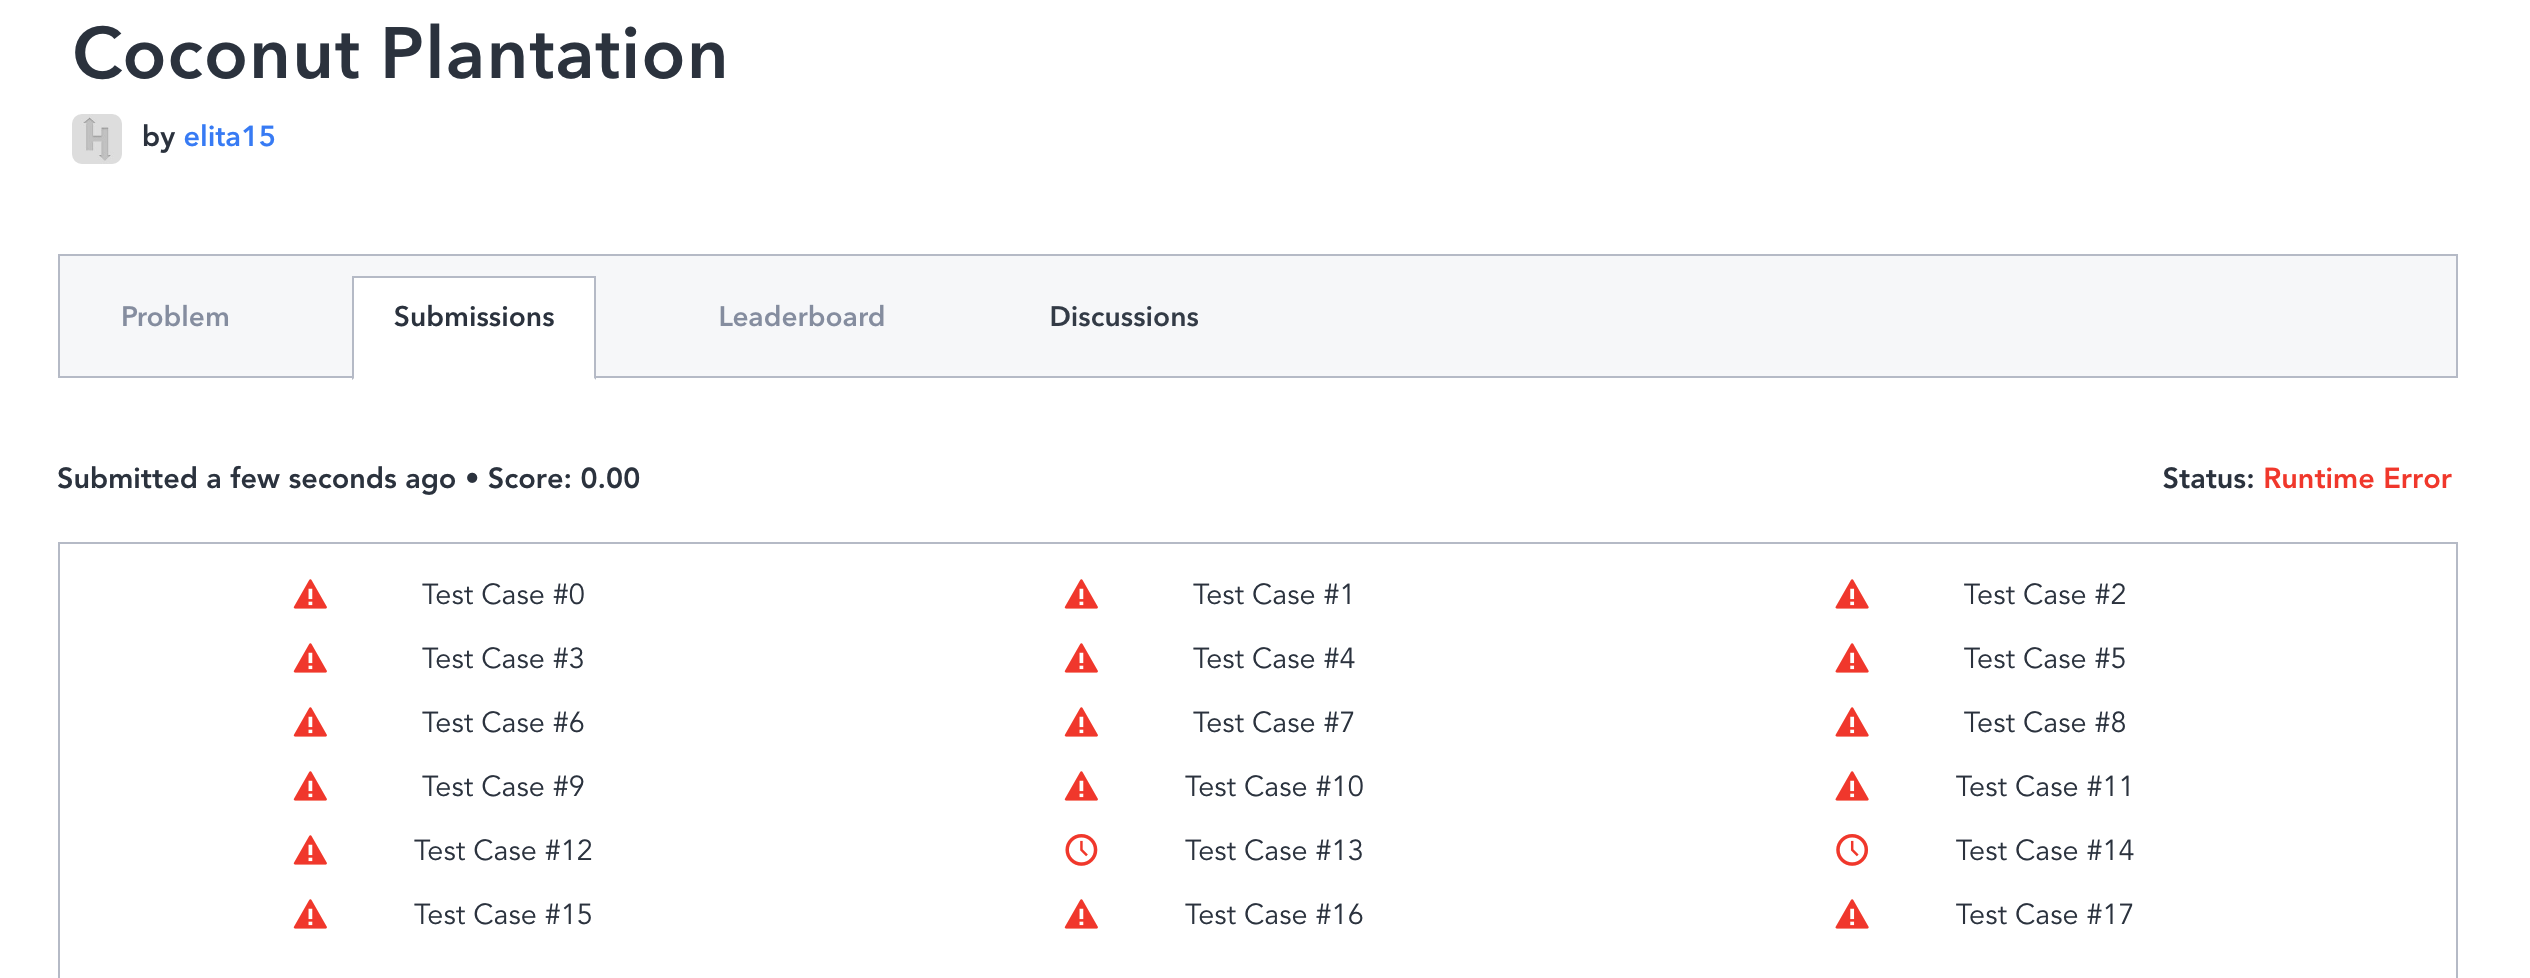 Coconut Plantation
by elita15
Problem Submissions Leaderboard Discussions
Submitted a few seconds ago • Score: 0.00 Status: Runtime Error
Test Case #0 Test Case #1 Test Case #2
Test Case #3 Test Case #4 Test Case #5
Test Case #6 Test Case #7 Test Case #8
Test Case #9 Test Case #10 Test Case #11
Test Case #12 Test Case #13 Test Case #14
Test Case #15 Test Case #16 Test Case #17